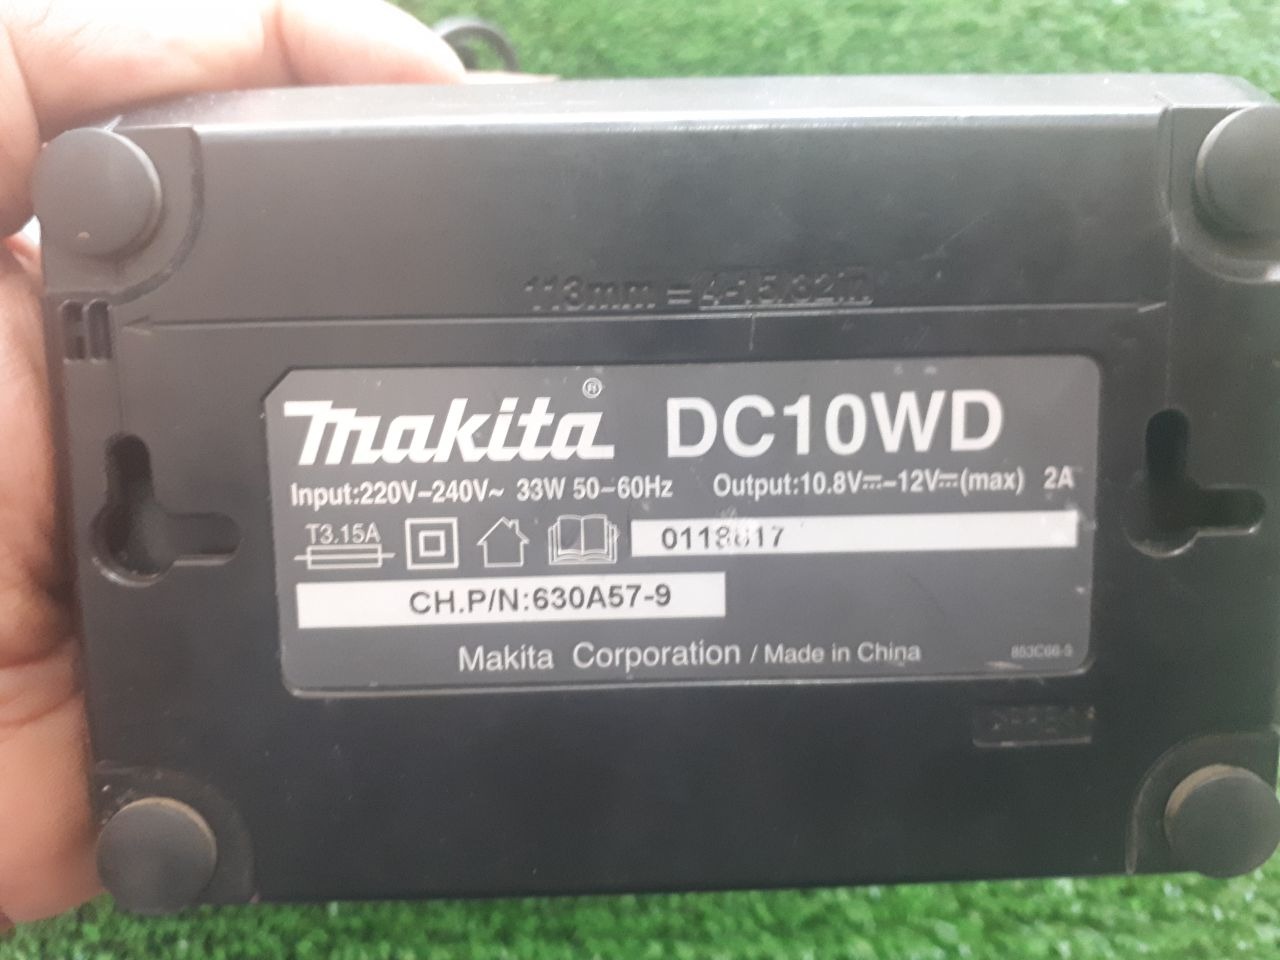 113mm = 4-15/32in
makita® DC10WD
Input:220V~240V~ 33W 50~60Hz Output:10.8V⎓~12V⎓(max) 2A
T3.15A
CH.P/N:630A57-9
Makita Corporation / Made in China